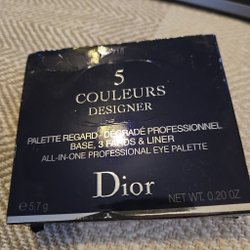 5
COULEURS
DESIGNER
PALETTE REGARD - DÉGRADÉ PROFESSIONNEL
BASE, 3 FARDS & LINER
ALL-IN-ONE PROFESSIONAL EYE PALETTE
Dior
e 5.7 g
NET WT. 0.20 OZ.